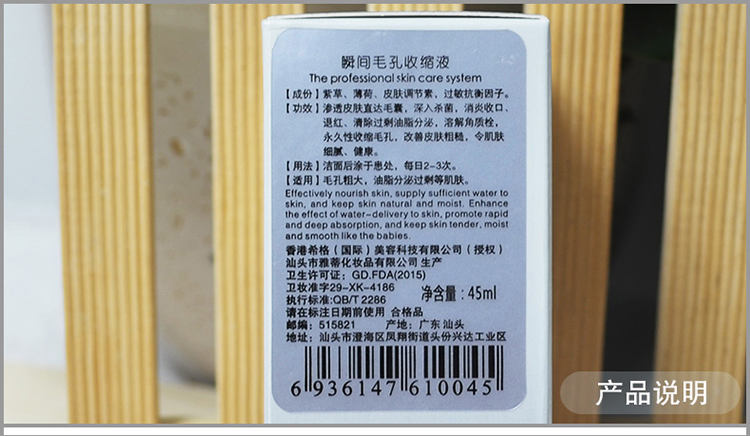 瞬间毛孔收缩液
The professional skin care system
【成份】紫草、薄荷、皮肤调节素，过敏抗衡因子。
【功效】渗透皮肤直达毛囊，深入杀菌，消炎收口、
退红、清除过剩油脂分泌，溶解角质栓，
永久性收缩毛孔，改善皮肤粗糙，令肌肤
细腻、健康。
【用法】洁面后涂于患处，每日2-3次。
【适用】毛孔粗大，油脂分泌过剩等肌肤。
Effectively nourish skin, supply sufficient water to
skin, and keep skin natural and moist. Enhance
the effect of water-delivery to skin, promote rapid
and deep absorption, and keep skin tender, moist
and smooth like the babies.
香港希格（国际）美容科技有限公司（授权）
汕头市雅蒂化妆品有限公司 生产
卫生许可证：GD.FDA(2015)
卫妆准字29-XK-4186
执行标准:QB/T 2286
净含量：45ml
请在标注日期前使用 合格品
邮编：515821 产地：广东 汕头
地址：汕头市澄海区凤翔街道头份兴达工业区
6 936147 610045
产品说明